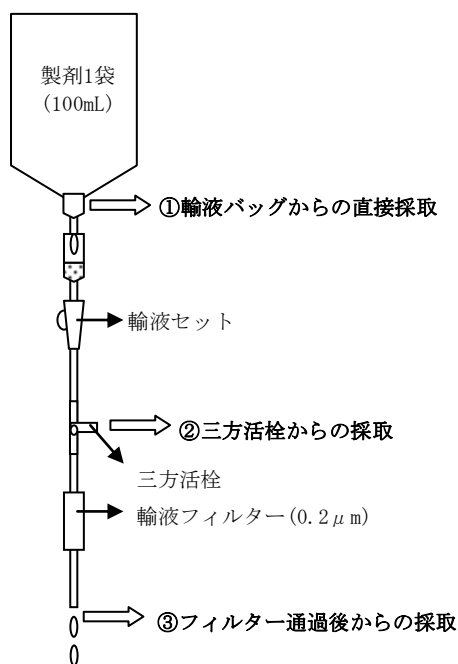 製剤1袋
(100mL)
①輸液バッグからの直接採取
輸液セット
②三方活栓からの採取
三方活栓
輸液フィルター(0.2μm)
③フィルター通過後からの採取